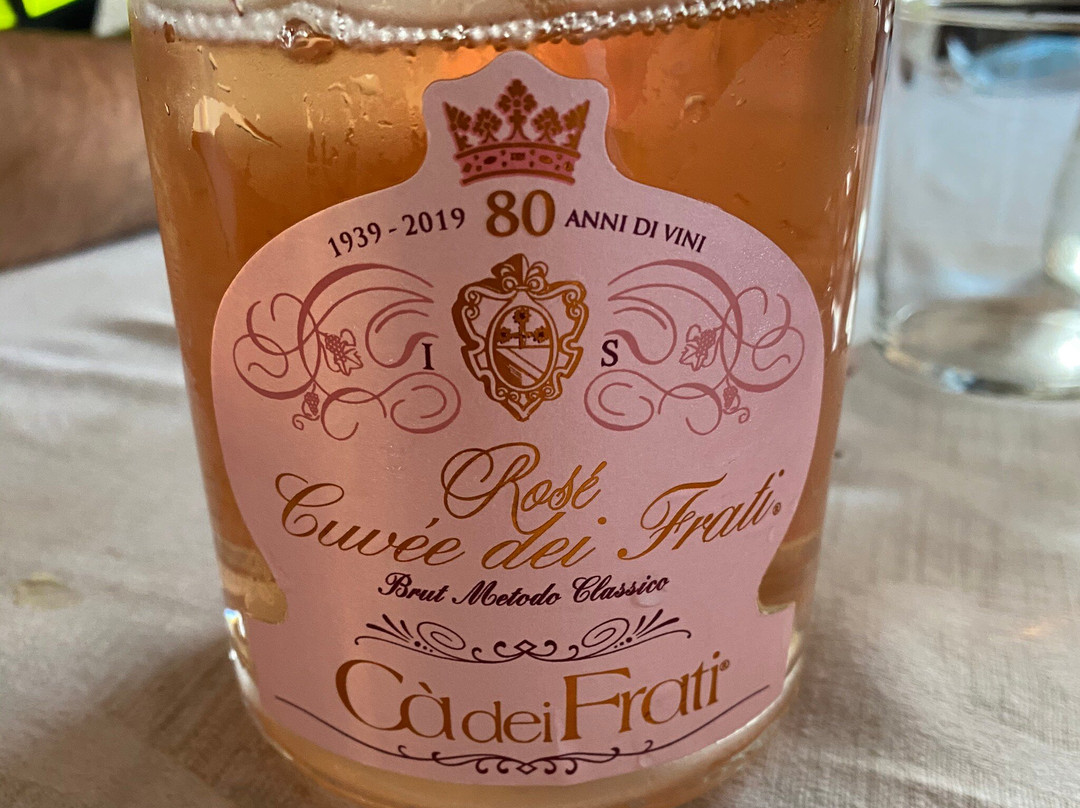 1939 - 2019 80 ANNI DI VINI
I S
Rosé
Cuvée dei Frati®
Brut Metodo Classico
Cà dei Frati®